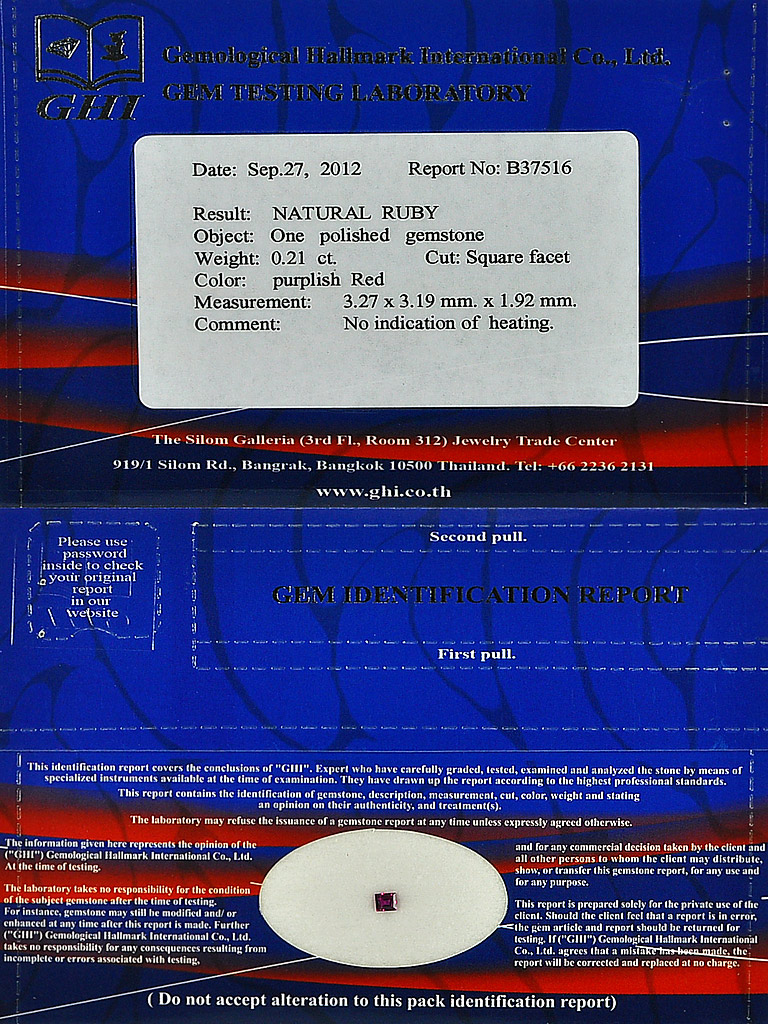 GHI
Gemological Hallmark International Co., Ltd.
GEM TESTING LABORATORY
Date: Sep.27, 2012 Report No: B37516
Result: NATURAL RUBY
Object: One polished gemstone
Weight: 0.21 ct. Cut: Square facet
Color: purplish Red
Measurement: 3.27 x 3.19 mm. x 1.92 mm.
Comment: No indication of heating.
The Silom Galleria (3rd Fl., Room 312) Jewelry Trade Center
919/1 Silom Rd., Bangrak, Bangkok 10500 Thailand. Tel: +66 2236 2131
www.ghi.co.th
Please use
password
inside to check
your original
report
in our
website
Second pull.
GEM IDENTIFICATION REPORT
First pull.
This identification report covers the conclusions of "GHI". Expert who have carefully graded, tested, examined and analyzed the stone by means of
specialized instruments available at the time of examination. They have drawn up the report according to the highest professional standards.
This report contains the identification of gemstone, description, measurement, cut, color, weight and stating
an opinion on their authenticity, and treatment(s).
The laboratory may refuse the issuance of a gemstone report at any time unless expressly agreed otherwise.
The information given here represents the opinion of the
("GHI") Gemological Hallmark International Co., Ltd.
At the time of testing.
The laboratory takes no responsibility for the condition
of the subject gemstone after the time of testing.
For instance, gemstone may still be modified and/ or
enhanced at any time after this report is made. Further
("GHI") Gemological Hallmark International Co., Ltd.
takes no responsibility for any consequences resulting from
incomplete or errors associated with testing,
and for any commercial decision taken by the client and
all other persons to whom the client may distribute,
show, or transfer this gemstone report, for any use and
for any purpose.
This report is prepared solely for the private use of the
client. Should the client feel that a report is in error,
the gem article and report should be returned for
testing. If ("GHI") Gemological Hallmark International
Co., Ltd. agrees that a mistake has been made, the
report will be corrected and replaced at no charge.
( Do not accept alteration to this pack identification report)